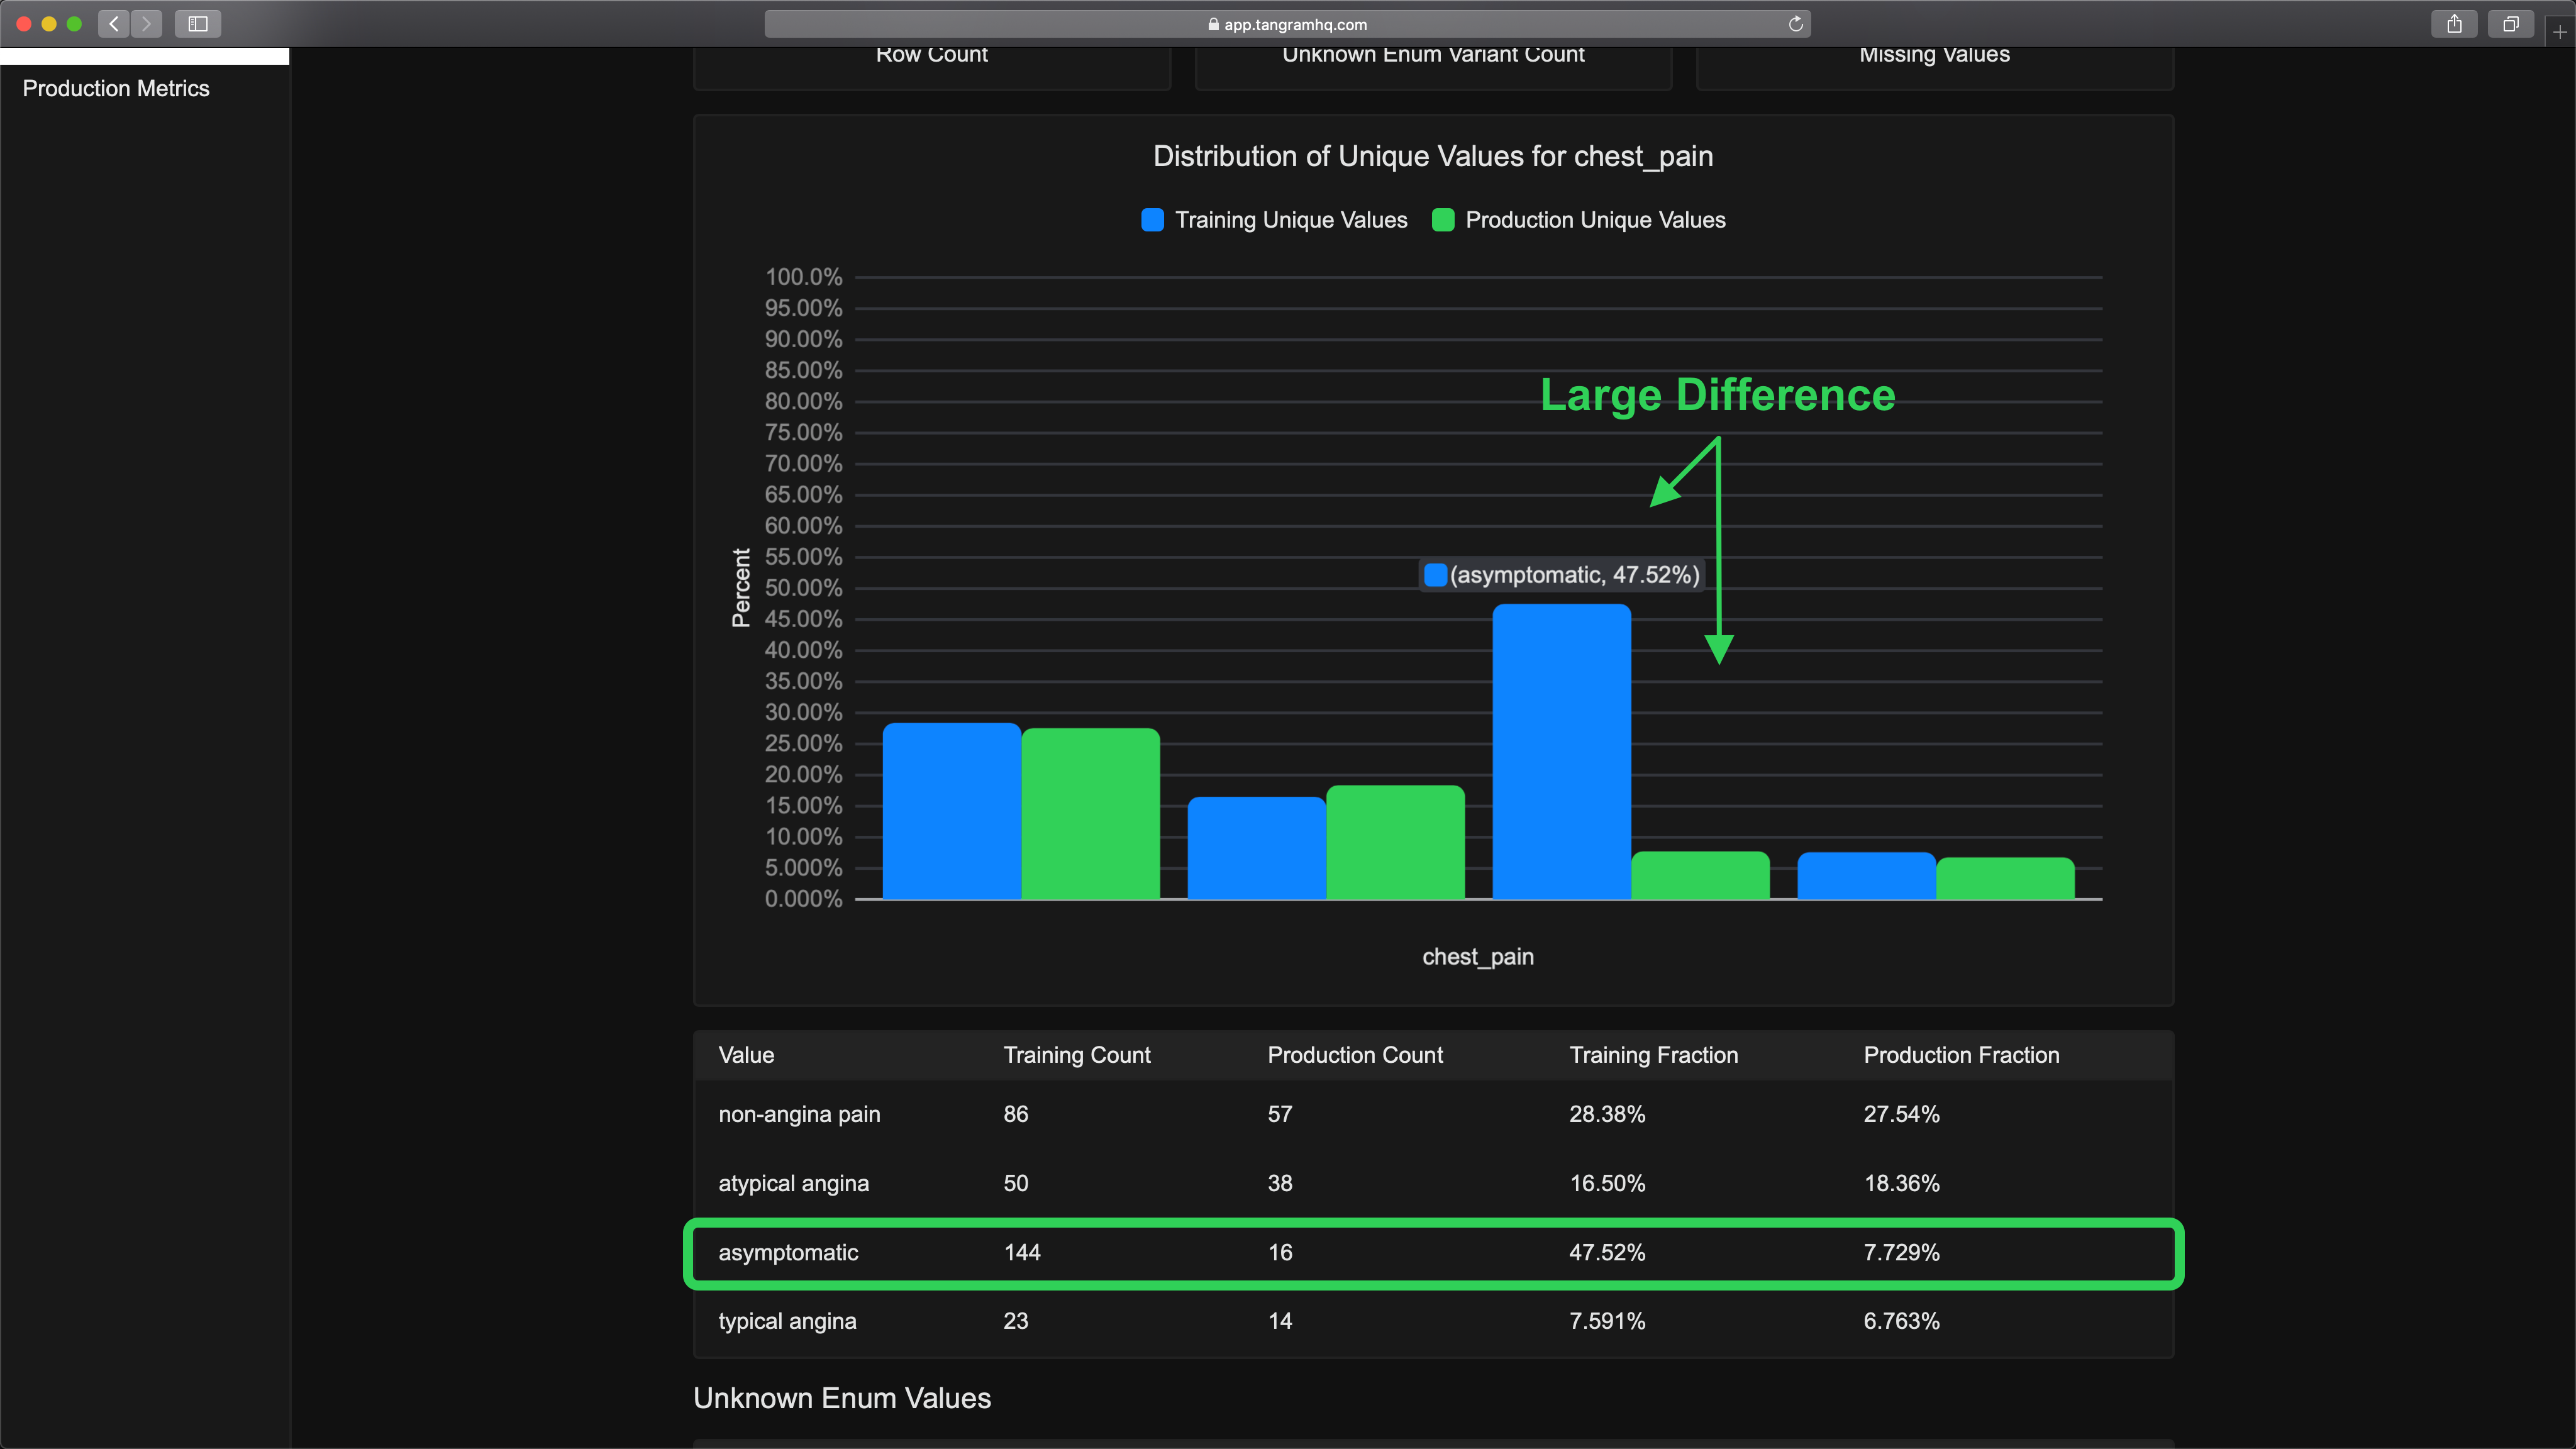 app.tangramhq.com
Production Metrics
Row Count
Unknown Enum Variant Count
Missing Values
Distribution of Unique Values for chest_pain
Training Unique Values
Production Unique Values
100.0%
95.00%
90.00%
85.00%
Large Difference
80.00%
75.00%
70.00%
65.00%
60.00%
55.00%
(asymptomatic, 47.52%)
50.00%
Percent
45.00%
40.00%
35.00%
30.00%
25.00%
20.00%
15.00%
10.00%
5.000%
0.000%
chest_pain
Value Training Count Production Count Training Fraction Production Fraction
non-angina pain 86 57 28.38% 27.54%
atypical angina 50 38 16.50% 18.36%
asymptomatic 144 16 47.52% 7.729%
typical angina 23 14 7.591% 6.763%
Unknown Enum Values